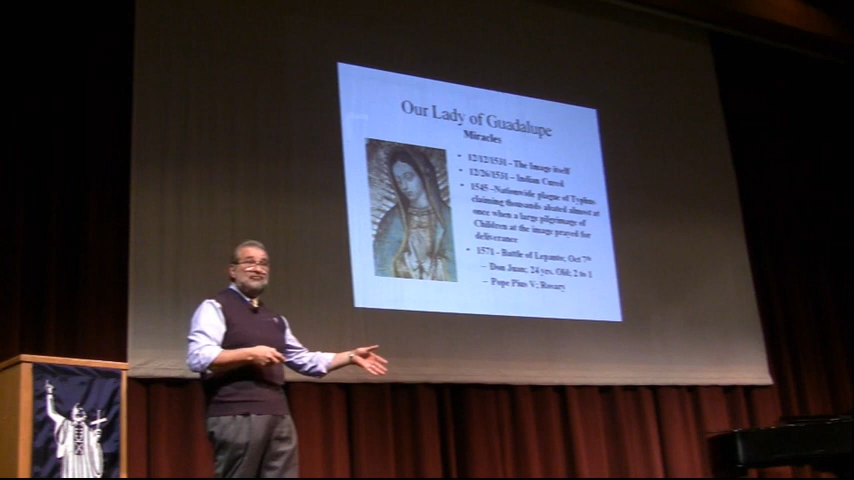 Our Lady of Guadalupe
Miracles
• 12/12/1531 - The Image itself
• 12/26/1531 – Indian Cured
• 1545 -Nationwide plague of Typhus
claiming thousands abated almost at
once when a large pilgrimage of
Children at the image prayed for
deliverance
• 1571 - Battle of Lepanto; Oct 7th
– Don Juan; 24 yrs. Old; 2 to 1
– Pope Pius V; Rosary